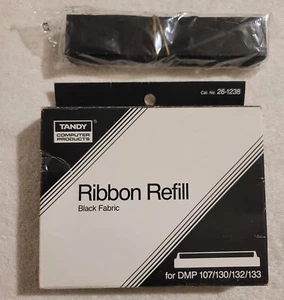 Cat. No. 26-1238
TANDY
COMPUTER
PRODUCTS
Ribbon Refill
Black Fabric
for DMP 107/130/132/133